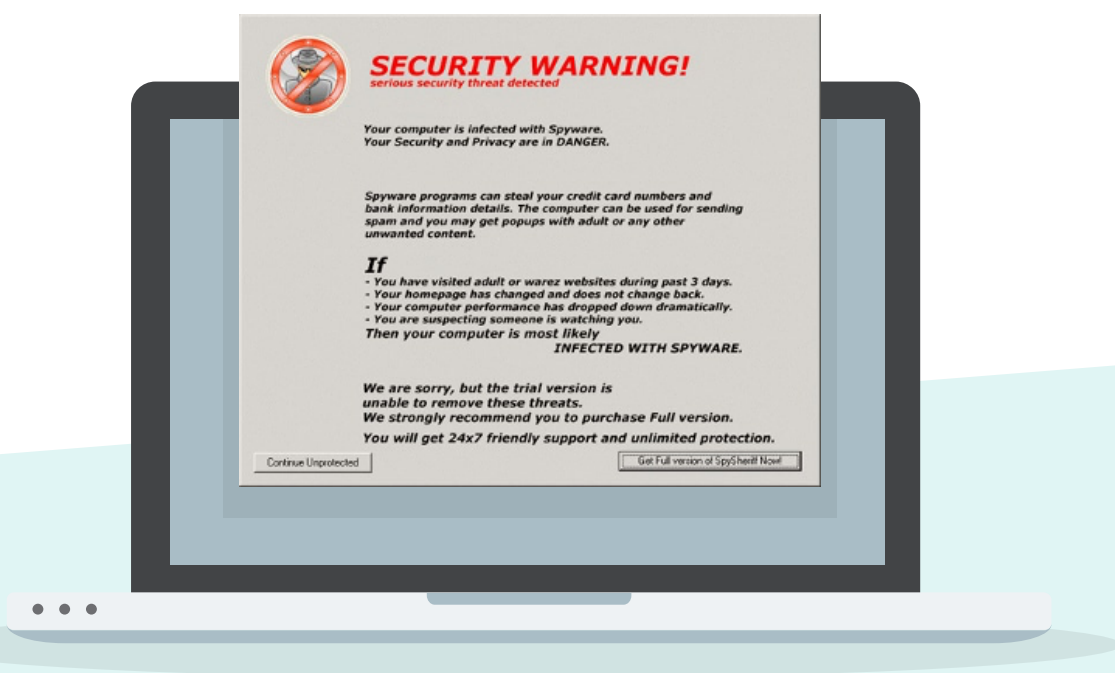 SECURITY WARNING!
serious security threat detected
Your computer is infected with Spyware.
Your Security and Privacy are in DANGER.
Spyware programs can steal your credit card numbers and
bank information details. The computer can be used for sending
spam and you may get popups with adult or any other
unwanted content.
If
- You have visited adult or warez websites during past 3 days.
- Your homepage has changed and does not change back.
- Your computer performance has dropped down dramatically.
- You are suspecting someone is watching you.
Then your computer is most likely
INFECTED WITH SPYWARE.
We are sorry, but the trial version is
unable to remove these threats.
We strongly recommend you to purchase Full version.
You will get 24x7 friendly support and unlimited protection.
Continue Unprotected
Get Full version of SpySheriff Now!